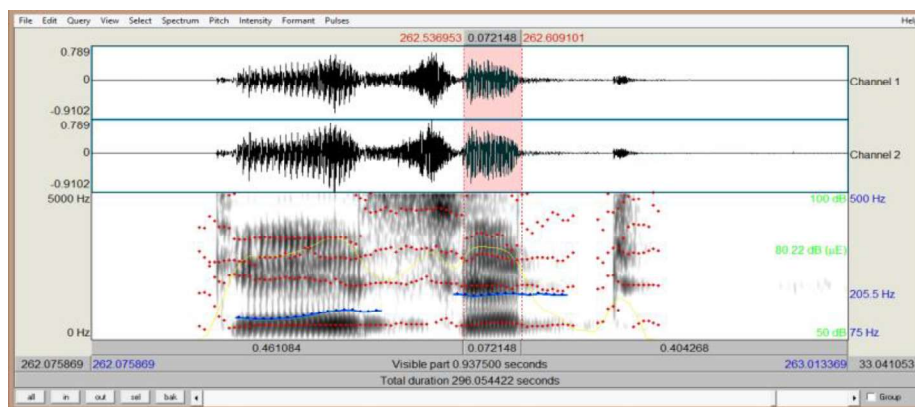 File Edit Query View Select Spectrum Pitch Intensity Formant Pulses Hel
262.536953 0.072148 262.609101
0.789
0 Channel 1
-0.9102
0.789
0 Channel 2
-0.9102
5000 Hz 100 dB 500 Hz
80.22 dB (µE)
205.5 Hz
0 Hz 50 dB 75 Hz
0.461084 0.072148 0.404268
262.075869 262.075869 Visible part 0.937500 seconds 263.013369 33.041053
Total duration 296.054422 seconds
all in out sel bak Group